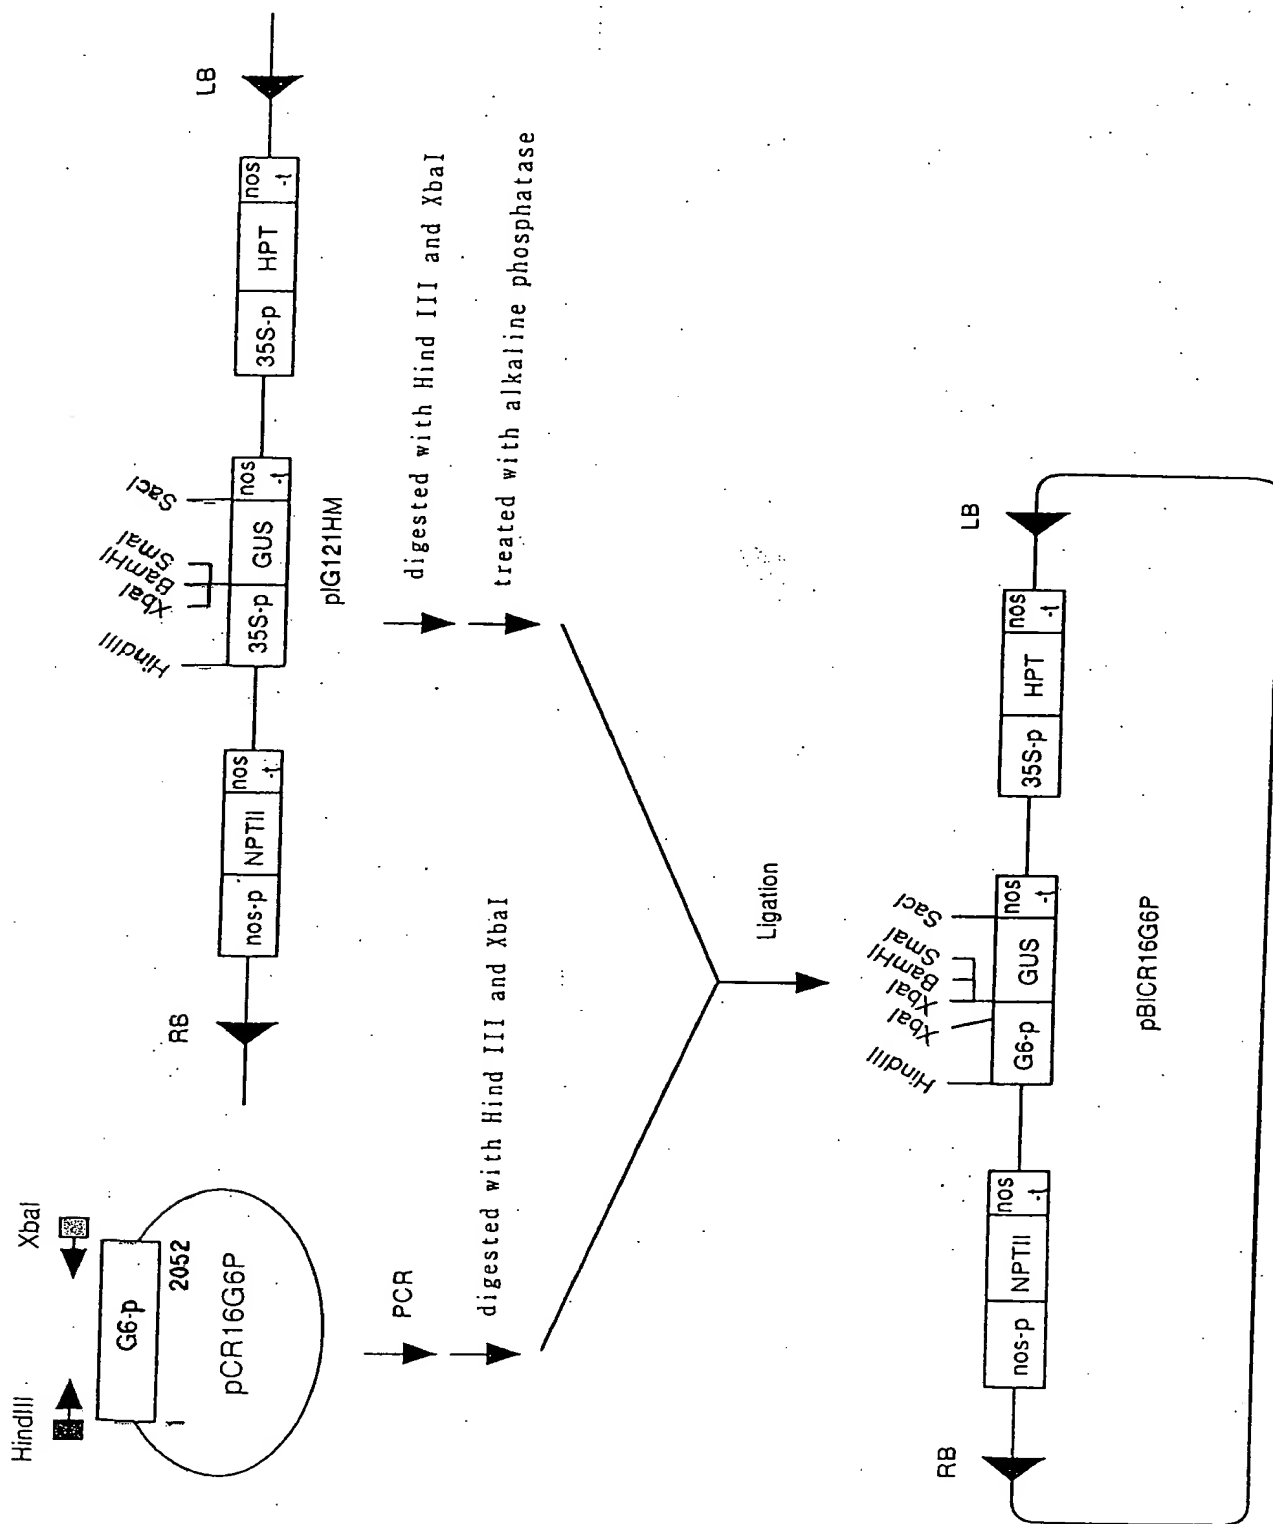 HindIII
XbaI
G6-p
1
2052
pCR16G6P
PCR
digested with Hind III and XbaI
RB
nos-p
NPTII
nos
-t
HindIII
XbaI
BamHI
SmaI
SacI
35S-p
GUS
nos
-t
35S-p
HPT
nos
-t
LB
pIG121HM
digested with Hind III and XbaI
treated with alkaline phosphatase
Ligation
RB
nos-p
NPTII
nos
-t
HindIII
XbaI
XbaI
BamHI
SmaI
SacI
G6-p
GUS
nos
-t
35S-p
HPT
nos
-t
LB
pBICR16G6P